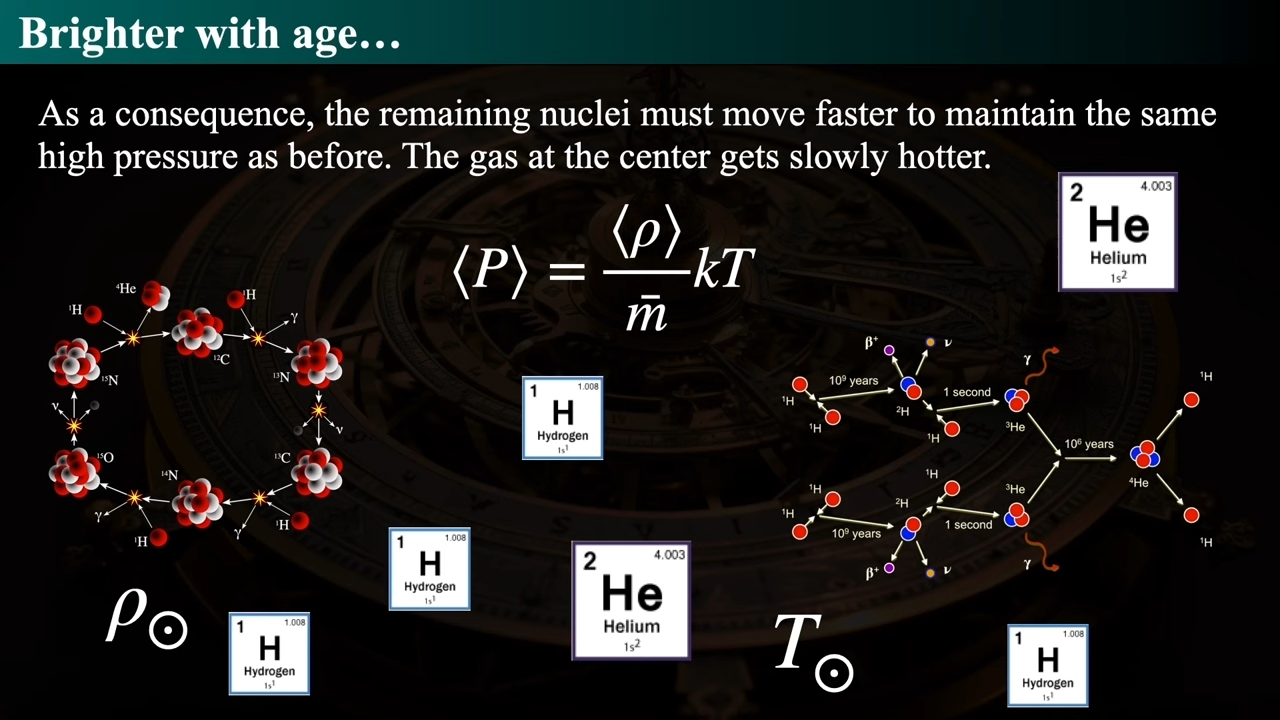 Brighter with age…
As a consequence, the remaining nuclei must move faster to maintain the same
high pressure as before. The gas at the center gets slowly hotter.
⟨P⟩ = ⟨ρ⟩/m̄ kT
2 4.003
He
Helium
1s²
⁴He
¹H
¹H
γ
¹²C
¹⁵N
¹³N
ν
ν
¹⁵O
¹⁴N
¹³C
γ
γ
¹H
¹H
1 1.008
H
Hydrogen
1s¹
β⁺ ν
γ
¹H
10⁹ years
1 second
¹H
²H
¹H
³He
¹H
10⁶ years
⁴He
¹H
³He
¹H
²H
¹H
10⁹ years
1 second
β⁺ ν
γ
¹H
1 1.008
H
Hydrogen
1s¹
2 4.003
He
Helium
1s²
ρ⊙
1 1.008
H
Hydrogen
1s¹
T⊙
1 1.008
H
Hydrogen
1s¹